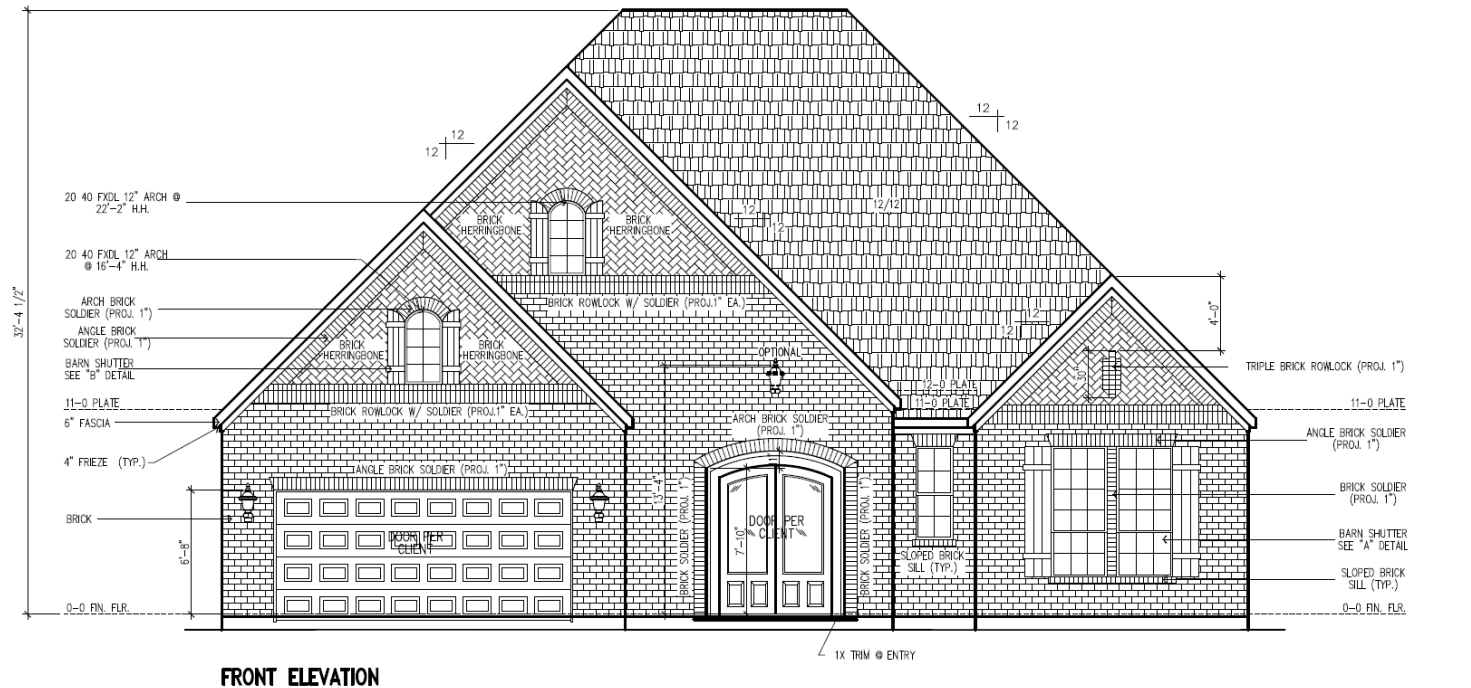 12
12
12
12
20 40 FXDL 12" ARCH @
22'-2" H.H.
12/12
12
12
BRICK
HERRINGBONE
BRICK
HERRINGBONE
20 40 FXDL 12" ARCH
@ 16'-4" H.H.
32'-4 1/2"
ARCH BRICK
SOLDIER (PROJ. 1")
BRICK ROWLOCK W/ SOLDIER (PROJ.1" EA.)
4'-0"
12
12
ANGLE BRICK
SOLDIER (PROJ. 1")
BRICK
HERRINGBONE
BRICK
HERRINGBONE
OPTIONAL
BARN SHUTTER
SEE "B" DETAIL
30"
TRIPLE BRICK ROWLOCK (PROJ. 1")
12-0 PLATE
11-0 PLATE
11-0 PLATE
11-0 PLATE
BRICK ROWLOCK W/ SOLDIER (PROJ.1" EA.)
6" FASCIA
ARCH BRICK SOLDIER
(PROJ. 1")
ANGLE BRICK SOLDIER
(PROJ. 1")
4" FRIEZE (TYP.)
ANGLE BRICK SOLDIER (PROJ. 1")
11"
13'-4"
BRICK SOLDIER
(PROJ. 1")
BRICK
DOOR PER
CLIENT
6'-8"
BRICK SOLDIER (PROJ. 1")
DOOR PER
CLIENT
7'-10"
BRICK SOLDIER (PROJ. 1")
SLOPED BRICK
SILL (TYP.)
BARN SHUTTER
SEE "A" DETAIL
SLOPED BRICK
SILL (TYP.)
0-0 FIN. FLR.
0-0 FIN. FLR.
1X TRIM @ ENTRY
FRONT ELEVATION